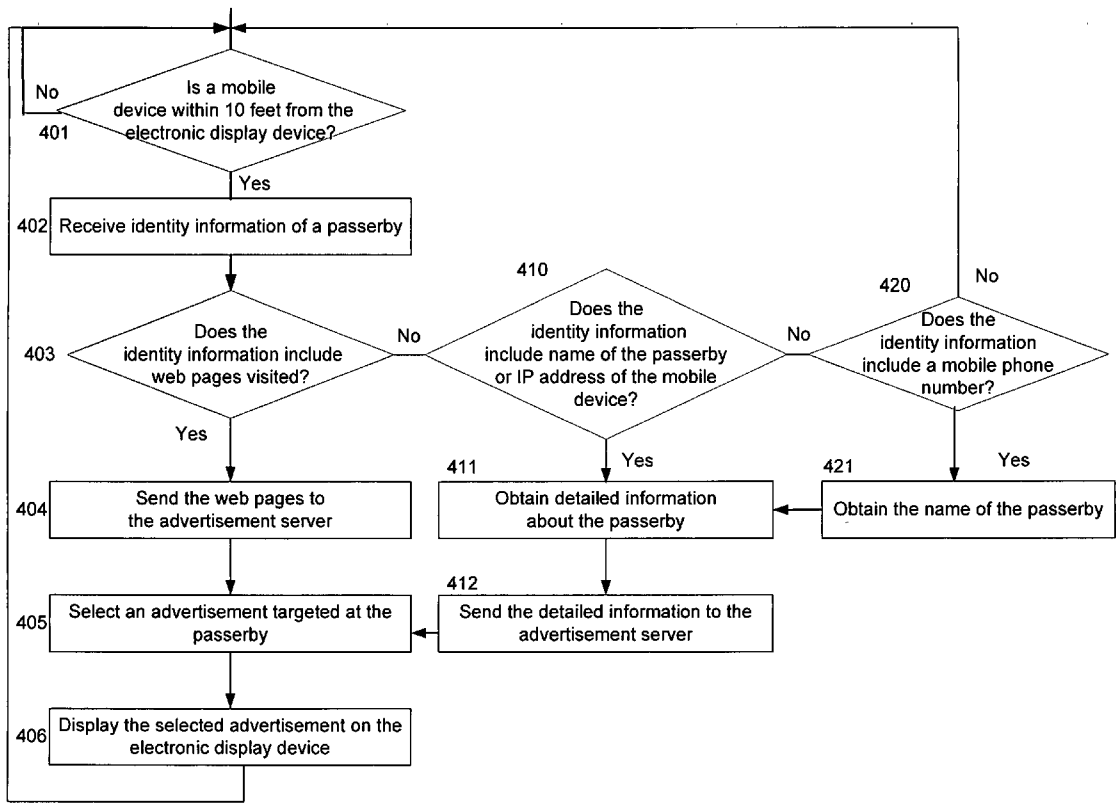 Is a mobile
device within 10 feet from the
electronic display device?
No
401
Yes
402
Receive identity information of a passerby
403
Does the
identity information include
web pages visited?
No
Yes
410
Does the
identity information
include name of the passerby
or IP address of the mobile
device?
No
Yes
420
No
Does the
identity information
include a mobile phone
number?
Yes
404
Send the web pages to
the advertisement server
411
Obtain detailed information
about the passerby
421
Obtain the name of the passerby
405
Select an advertisement targeted at the
passerby
412
Send the detailed information to the
advertisement server
406
Display the selected advertisement on the
electronic display device